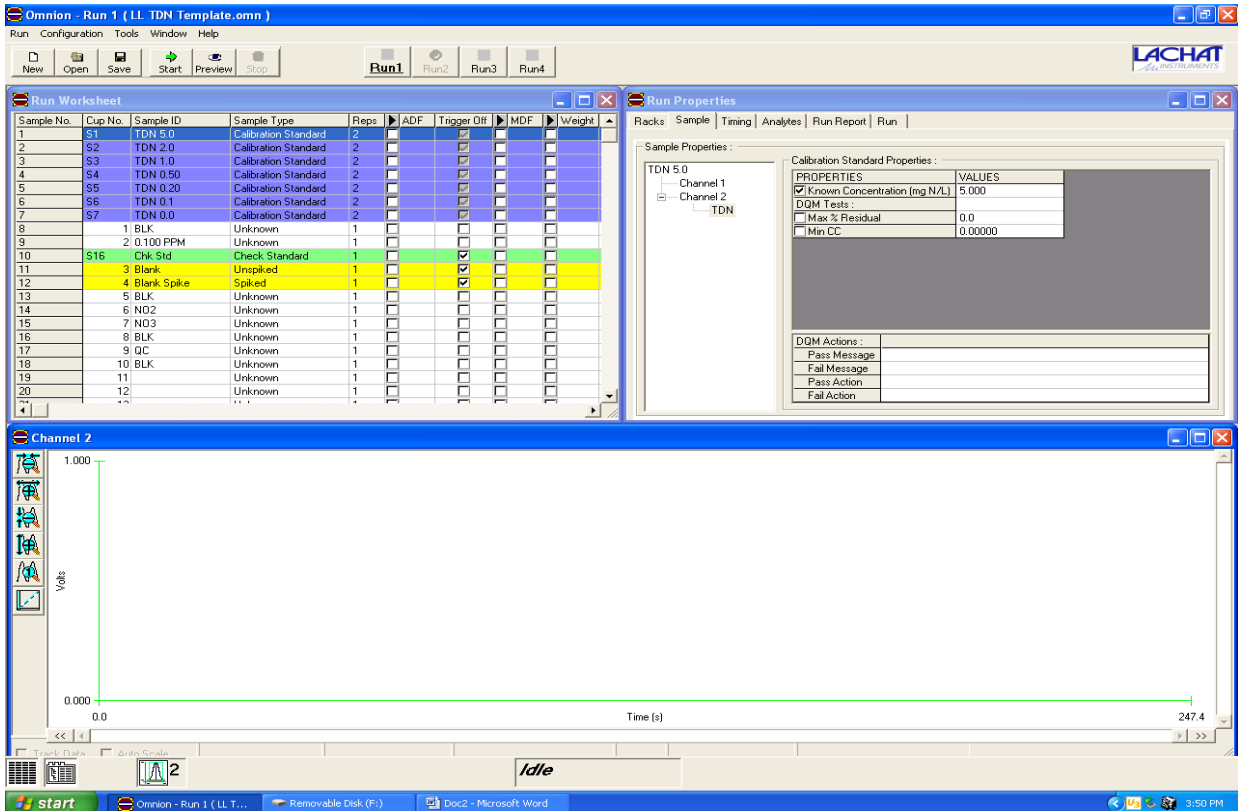 Omnion - Run 1 ( LL TDN Template.omn )
Run Configuration Tools Window Help
New Open Save Start Preview Stop Run1 Run2 Run3 Run4
LACHAT
INSTRUMENTS
Run Worksheet
Sample No. Cup No. Sample ID Sample Type Reps ADF Trigger Off MDF Weight
1 S1 TDN 5.0 Calibration Standard 2
2 S2 TDN 2.0 Calibration Standard 2
3 S3 TDN 1.0 Calibration Standard 2
4 S4 TDN 0.50 Calibration Standard 2
5 S5 TDN 0.20 Calibration Standard 2
6 S6 TDN 0.1 Calibration Standard 2
7 S7 TDN 0.0 Calibration Standard 2
8 1 BLK Unknown 1
9 2 0.100 PPM Unknown 1
10 S16 Chk Std Check Standard 1
11 3 Blank Unspiked 1
12 4 Blank Spike Spiked 1
13 5 BLK Unknown 1
14 6 NO2 Unknown 1
15 7 NO3 Unknown 1
16 8 BLK Unknown 1
17 9 QC Unknown 1
18 10 BLK Unknown 1
19 11 Unknown 1
20 12 Unknown 1
Run Properties
Racks Sample Timing Analytes Run Report Run
Sample Properties :
TDN 5.0
Channel 1
Channel 2
TDN
Calibration Standard Properties :
PROPERTIES VALUES
Known Concentration (mg N/L) 5.000
DQM Tests :
Max % Residual 0.0
Min CC 0.00000
DQM Actions :
Pass Message
Fail Message
Pass Action
Fail Action
Channel 2
1.000
Volts
0.000
0.0 Time (s) 247.4
<< >>
Track Data Auto Scale
2 Idle
start Omnion - Run 1 ( LL T... Removable Disk (F:) Doc2 - Microsoft Word 3:50 PM